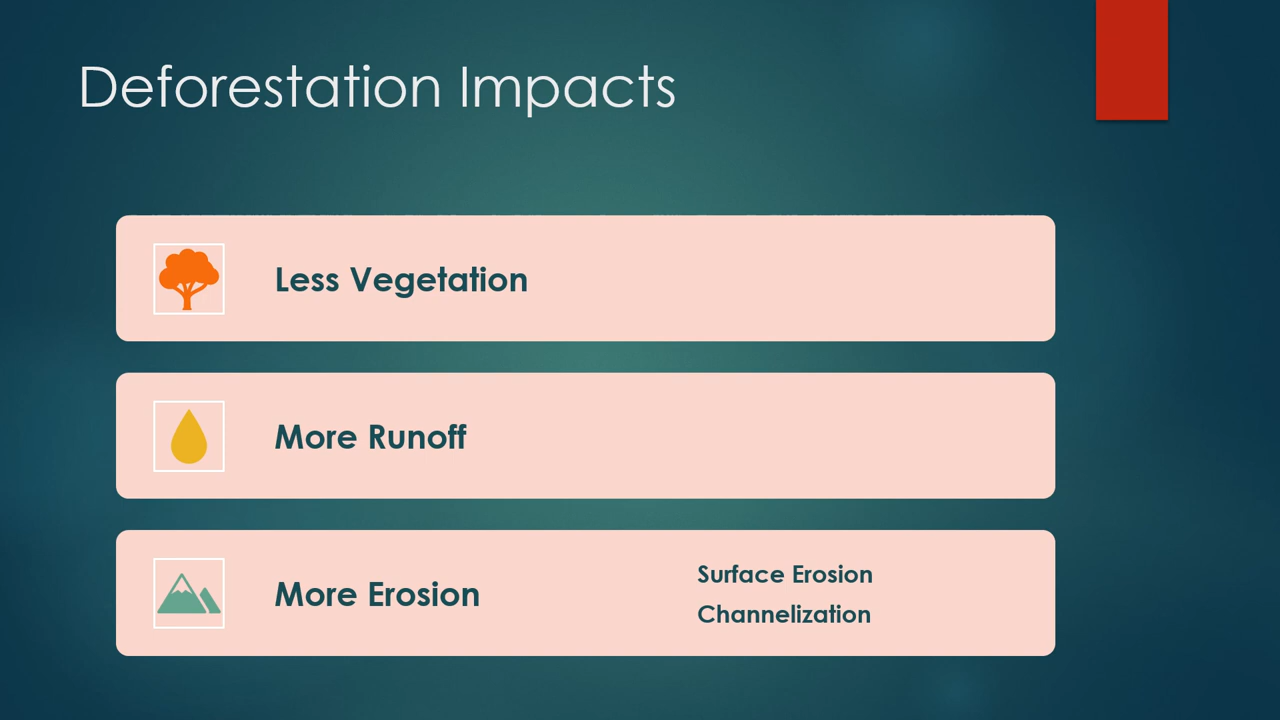 Deforestation Impacts
Less Vegetation
More Runoff
More Erosion
Surface Erosion
Channelization